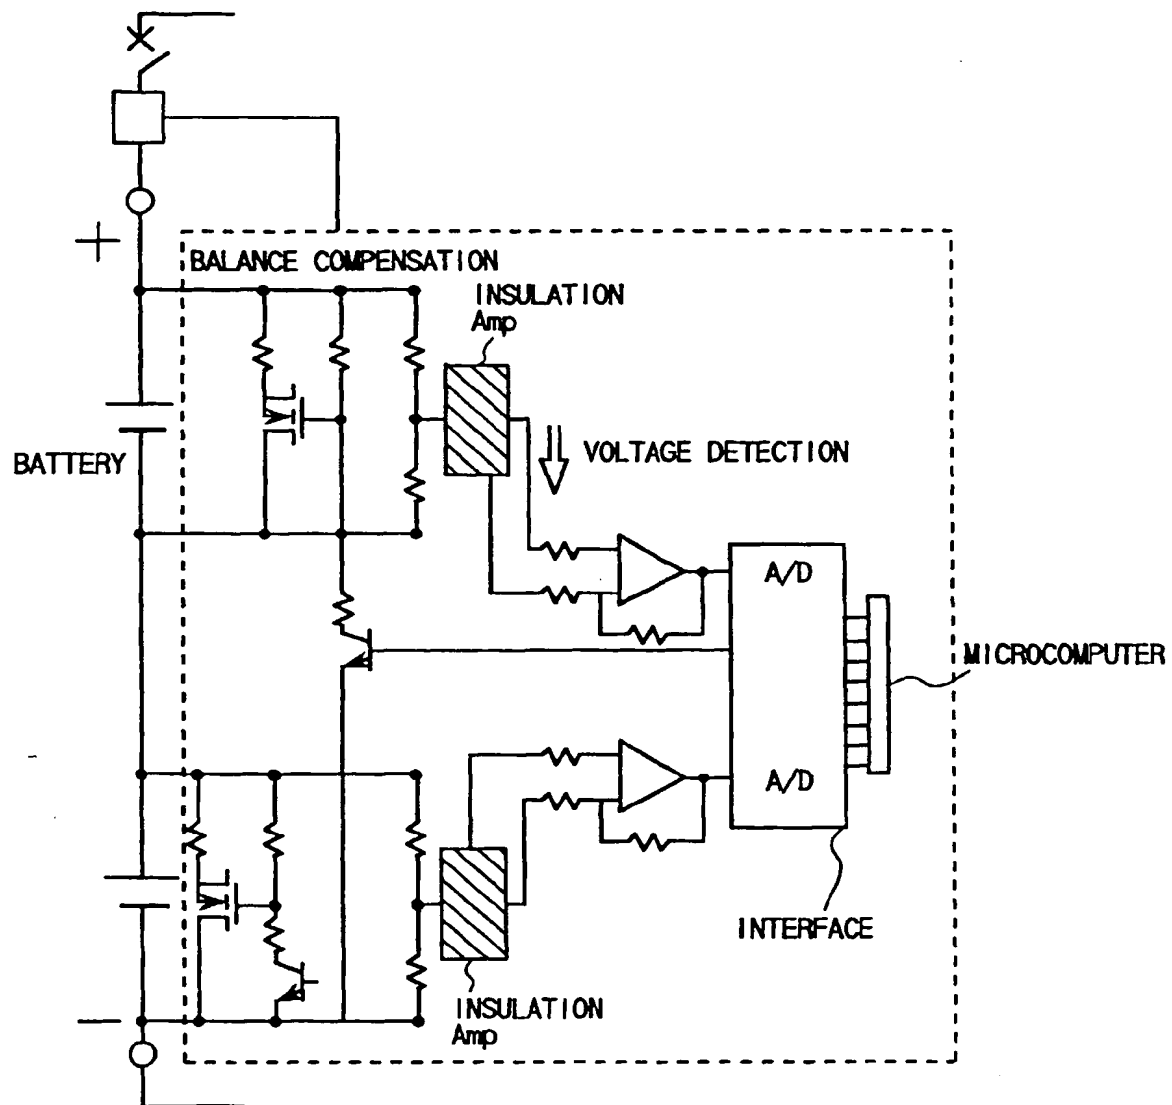 +
BALANCE COMPENSATION
INSULATION
Amp
BATTERY
VOLTAGE DETECTION
A/D
MICROCOMPUTER
A/D
INTERFACE
INSULATION
Amp
—